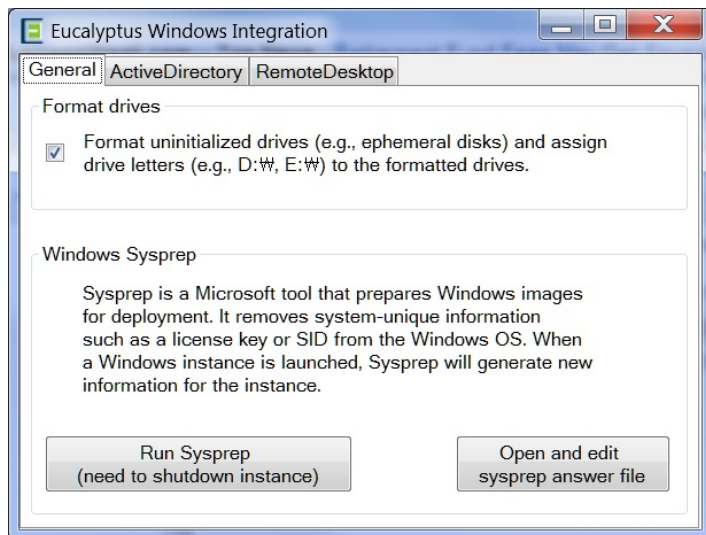 Eucalyptus Windows Integration
General ActiveDirectory RemoteDesktop
Format drives
Format uninitialized drives (e.g., ephemeral disks) and assign
drive letters (e.g., D:₩, E:₩) to the formatted drives.
Windows Sysprep
Sysprep is a Microsoft tool that prepares Windows images
for deployment. It removes system-unique information
such as a license key or SID from the Windows OS. When
a Windows instance is launched, Sysprep will generate new
information for the instance.
Run Sysprep
(need to shutdown instance)
Open and edit
sysprep answer file